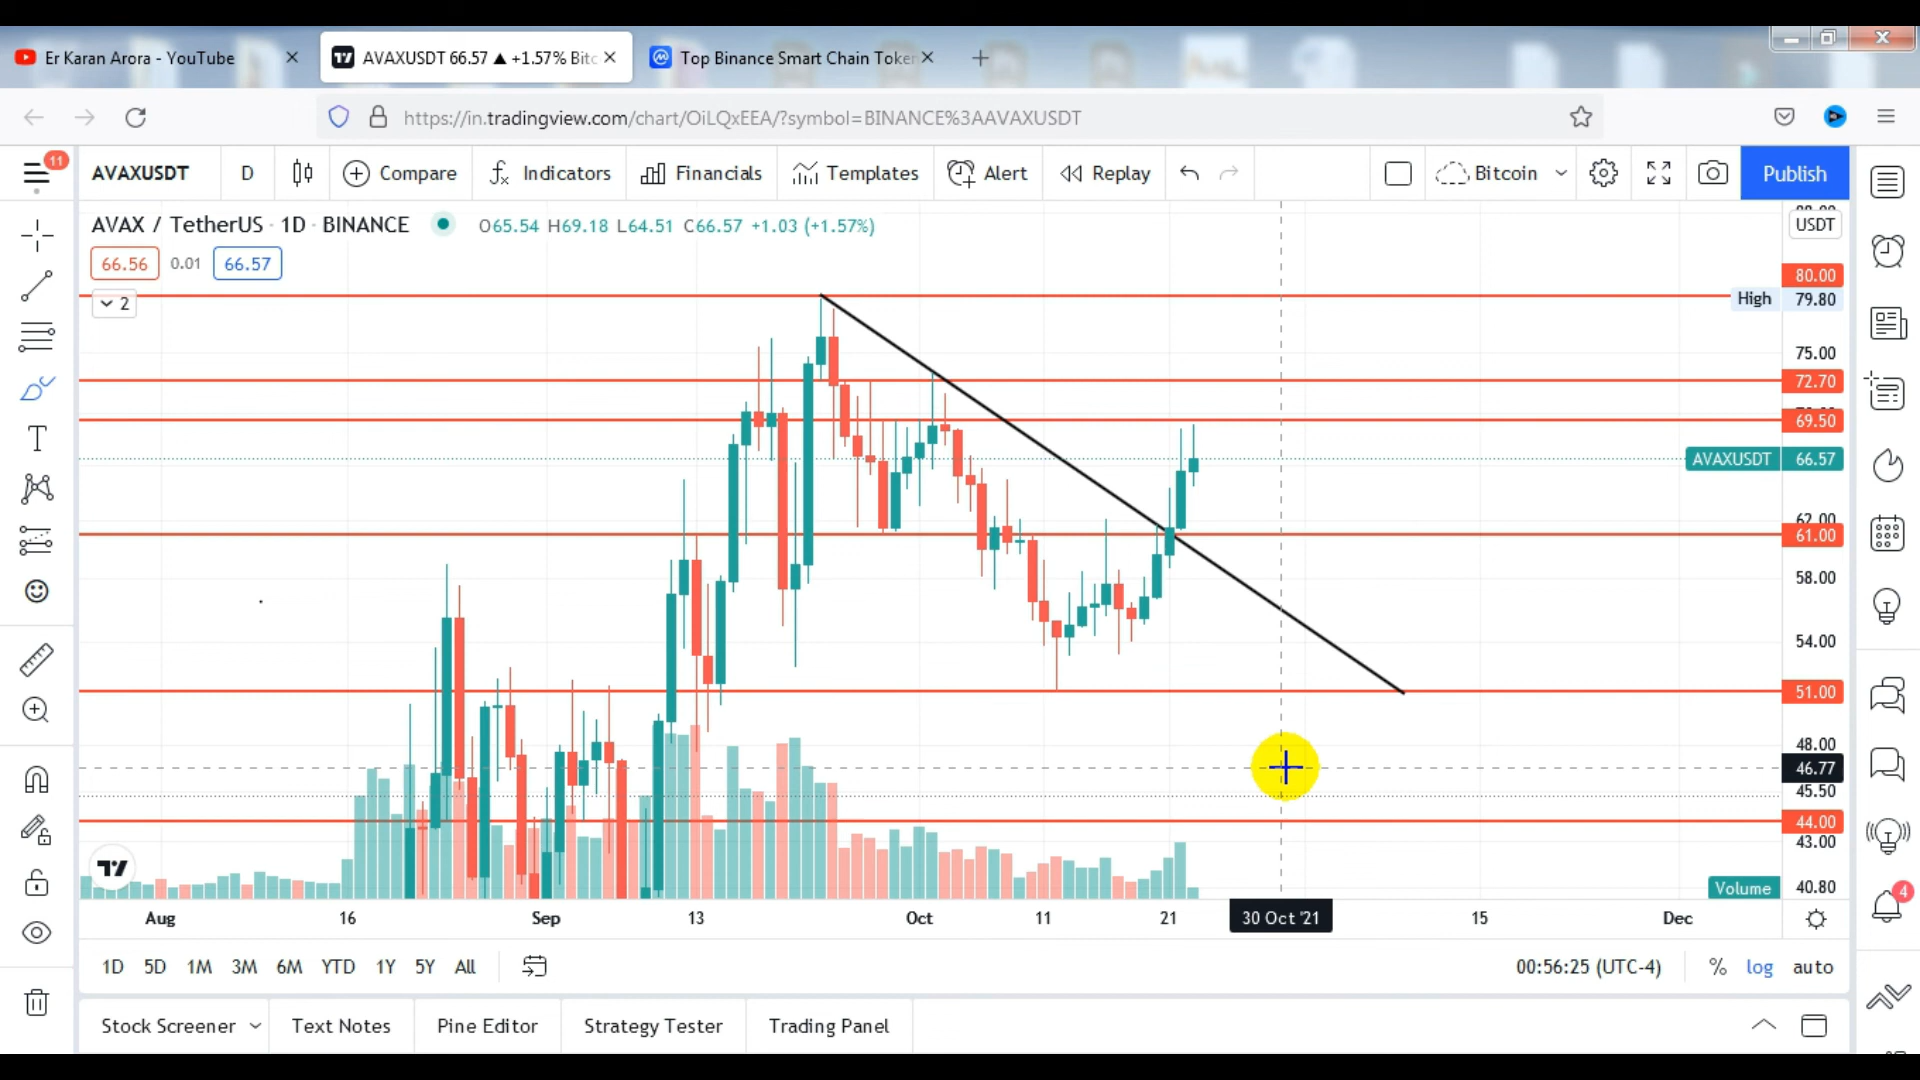 Er Karan Arora - YouTube
AVAXUSDT 66.57 ▲ +1.57% Bitc
Top Binance Smart Chain Toker
https://in.tradingview.com/chart/OiLQxEEA/?symbol=BINANCE%3AAVAXUSDT
11
AVAXUSDT D Compare Indicators Financials Templates Alert Replay Bitcoin Publish
AVAX / TetherUS · 1D · BINANCE O65.54 H69.18 L64.51 C66.57 +1.03 (+1.57%)
USDT
66.56 0.01 66.57
2
80.00
High 79.80
75.00
72.70
69.50
AVAXUSDT 66.57
62.00
61.00
58.00
54.00
51.00
48.00
46.77
45.50
44.00
43.00
Volume 40.80
4
Aug 16 Sep 13 Oct 11 21 30 Oct '21 15 Dec
1D 5D 1M 3M 6M YTD 1Y 5Y All 00:56:25 (UTC-4) % log auto
Stock Screener Text Notes Pine Editor Strategy Tester Trading Panel